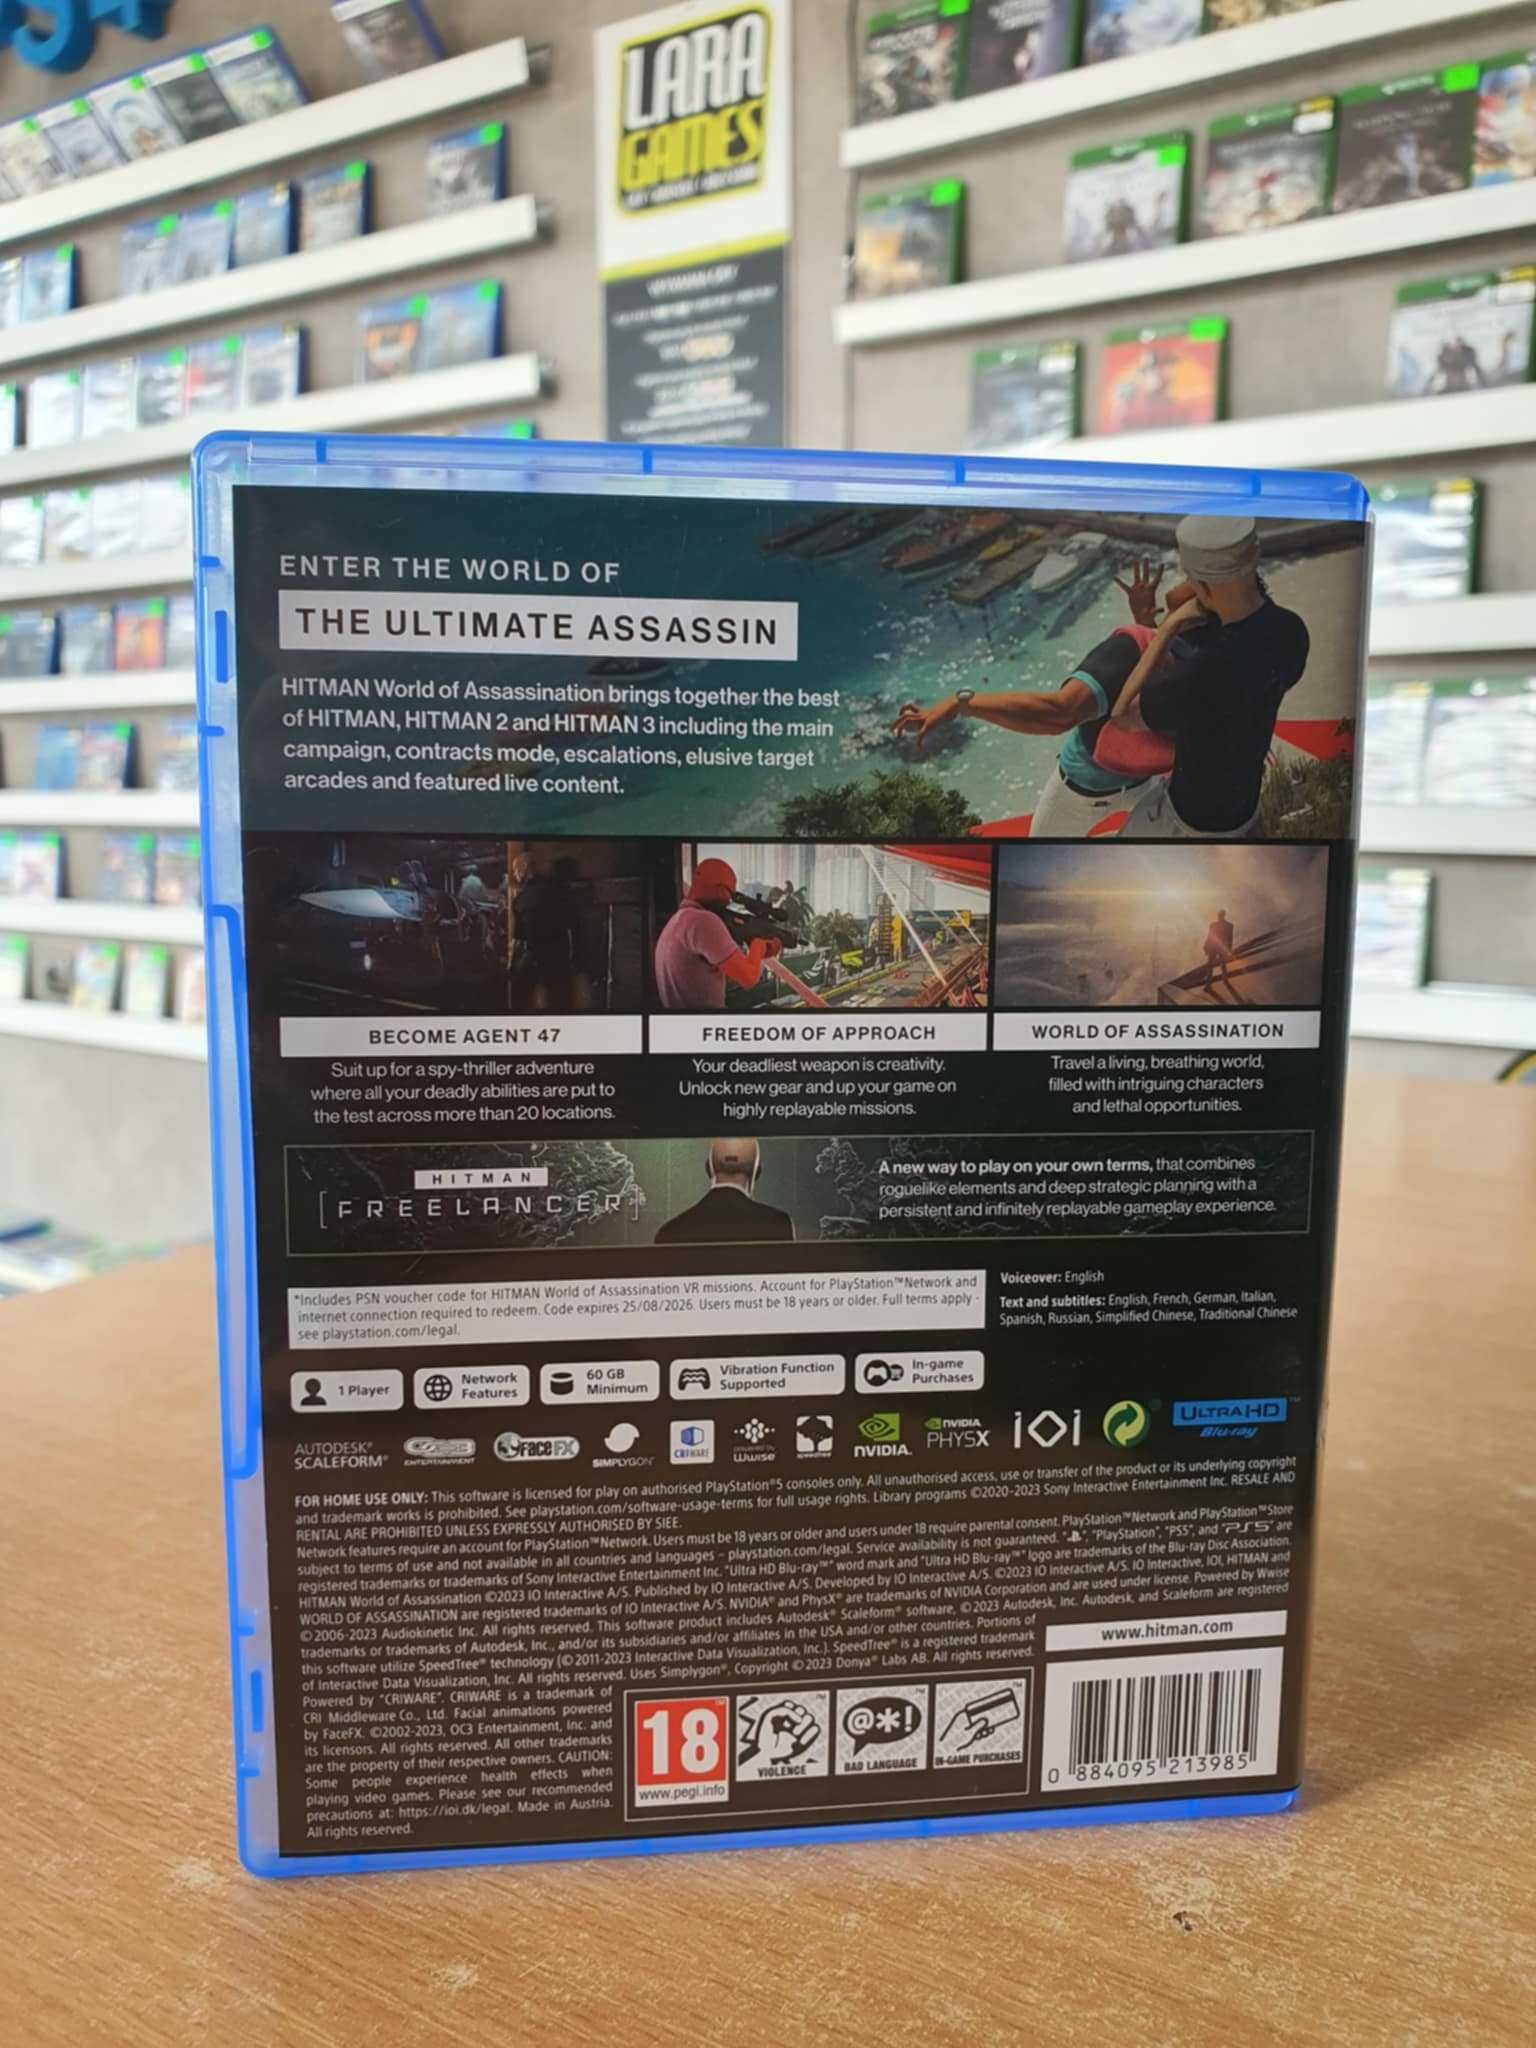 LARA
GAMES
ENTER THE WORLD OF
THE ULTIMATE ASSASSIN
HITMAN World of Assassination brings together the best
of HITMAN, HITMAN 2 and HITMAN 3 including the main
campaign, contracts mode, escalations, elusive target
arcades and featured live content.
BECOME AGENT 47
Suit up for a spy-thriller adventure
where all your deadly abilities are put to
the test across more than 20 locations.
FREEDOM OF APPROACH
Your deadliest weapon is creativity.
Unlock new gear and up your game on
highly replayable missions.
WORLD OF ASSASSINATION
Travel a living, breathing world,
filled with intriguing characters
and lethal opportunities.
HITMAN
[FREELANCER]
A new way to play on your own terms, that combines
roguelike elements and deep strategic planning with a
persistent and infinitely replayable gameplay experience.
*Includes PSN voucher code for HITMAN World of Assassination VR missions. Account for PlayStation™Network and
internet connection required to redeem. Code expires 25/08/2026. Users must be 18 years or older. Full terms apply -
see playstation.com/legal.
Voiceover: English
Text and subtitles: English, French, German, Italian,
Spanish, Russian, Simplified Chinese, Traditional Chinese
1 Player
Network
Features
60 GB
Minimum
Vibration Function
Supported
In-game
Purchases
AUTODESK®
SCALEFORM®
ENTERTAINMENT
FACE FX
SIMPLYGON
CRIWARE
powered by
Wwise
speedtree
NVIDIA.
NVIDIA
PHYSX
IOI
ULTRA HD
Blu-ray
™
FOR HOME USE ONLY: This software is licensed for play on authorised PlayStation®5 consoles only. All unauthorised access, use or transfer of the product or its underlying copyright
and trademark works is prohibited. See playstation.com/software-usage-terms for full usage rights. Library programs ©2020-2023 Sony Interactive Entertainment Inc. RESALE AND
RENTAL ARE PROHIBITED UNLESS EXPRESSLY AUTHORISED BY SIEE.
Network features require an account for PlayStation™Network. Users must be 18 years or older and users under 18 require parental consent. PlayStation™Network and PlayStation™Store
subject to terms of use and not available in all countries and languages – playstation.com/legal. Service availability is not guaranteed. "PS", "PlayStation", "PS5", and "PS5" are
registered trademarks or trademarks of Sony Interactive Entertainment Inc. "Ultra HD Blu-ray™" word mark and "Ultra HD Blu-ray™" logo are trademarks of the Blu-ray Disc Association.
HITMAN World of Assassination ©2023 IO Interactive A/S. Published by IO Interactive A/S. Developed by IO Interactive A/S. ©2023 IO Interactive A/S. IO Interactive, IOI, HITMAN and
WORLD OF ASSASSINATION are registered trademarks of IO Interactive A/S. NVIDIA® and PhysX® are trademarks of NVIDIA Corporation and are used under license. Powered by Wwise
© 2006-2023 Audiokinetic Inc. All rights reserved. This software product includes Autodesk® Scaleform® software, © 2023 Autodesk, Inc. Autodesk, and Scaleform are registered
trademarks or trademarks of Autodesk, Inc., and/or its subsidiaries and/or affiliates in the USA and/or other countries. Portions of
this software utilize SpeedTree® technology (© 2011-2023 Interactive Data Visualization, Inc.). SpeedTree® is a registered trademark
of Interactive Data Visualization, Inc. All rights reserved. Uses Simplygon®, Copyright © 2023 Donya® Labs AB. All rights reserved.
Powered by "CRIWARE". CRIWARE is a trademark of
CRI Middleware Co., Ltd. Facial animations powered
by FaceFX. ©2002-2023, OC3 Entertainment, Inc. and
its licensors. All rights reserved. All other trademarks
are the property of their respective owners. CAUTION:
Some people experience health effects when
playing video games. Please see our recommended
precautions at: https://ioi.dk/legal. Made in Austria.
All rights reserved.
www.hitman.com
18
www.pegi.info
VIOLENCE
@*!
BAD LANGUAGE
IN-GAME PURCHASES
0 884095 213985